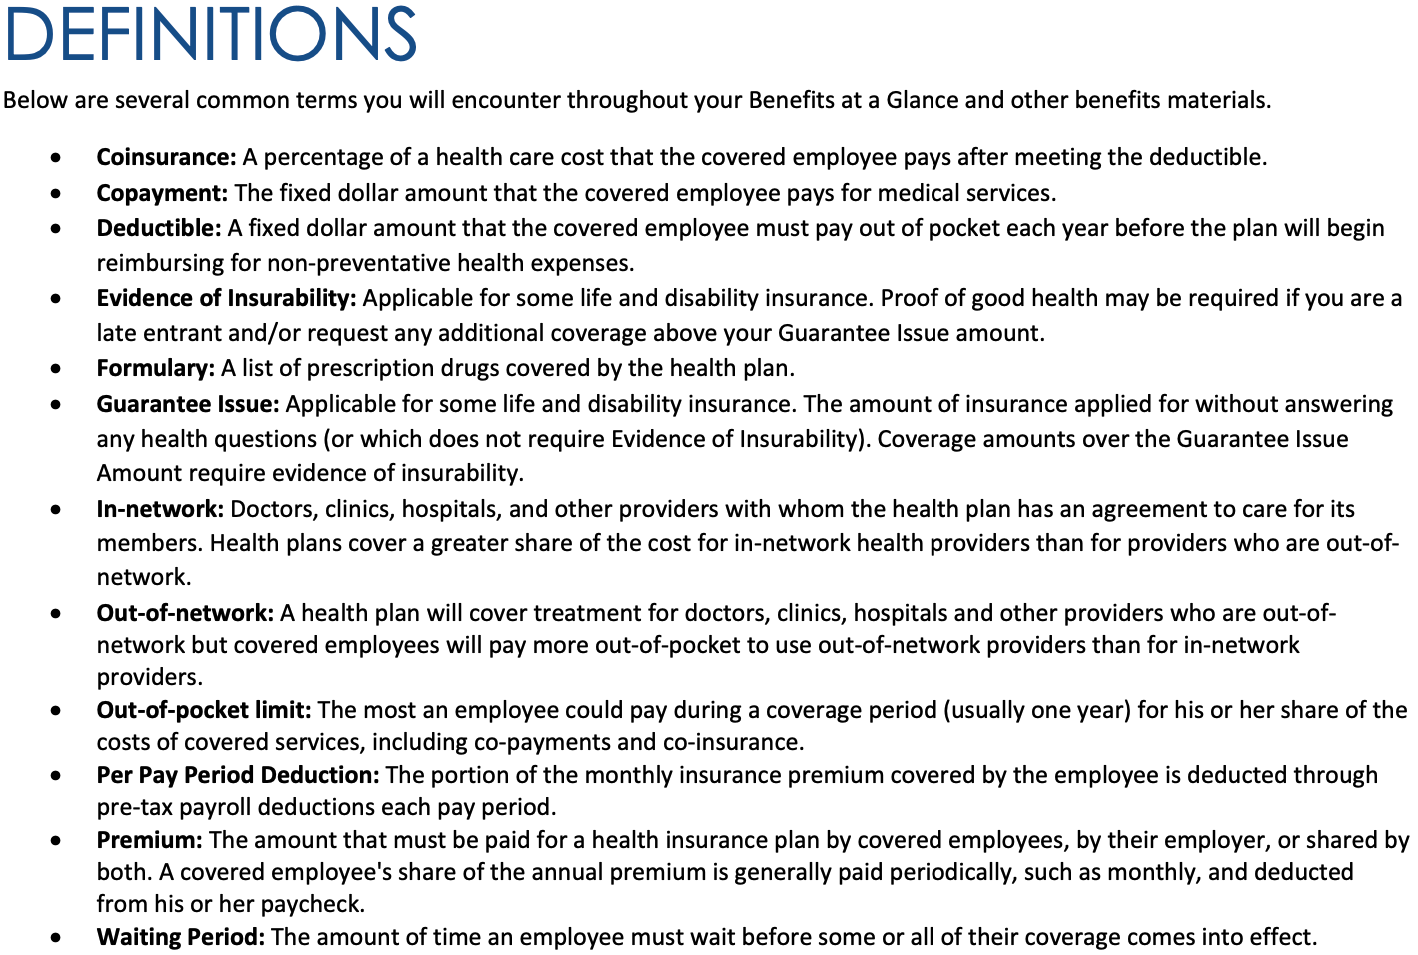 DEFINITIONS
Below are several common terms you will encounter throughout your Benefits at a Glance and other benefits materials.
• Coinsurance: A percentage of a health care cost that the covered employee pays after meeting the deductible.
• Copayment: The fixed dollar amount that the covered employee pays for medical services.
• Deductible: A fixed dollar amount that the covered employee must pay out of pocket each year before the plan will begin
reimbursing for non-preventative health expenses.
• Evidence of Insurability: Applicable for some life and disability insurance. Proof of good health may be required if you are a
late entrant and/or request any additional coverage above your Guarantee Issue amount.
• Formulary: A list of prescription drugs covered by the health plan.
• Guarantee Issue: Applicable for some life and disability insurance. The amount of insurance applied for without answering
any health questions (or which does not require Evidence of Insurability). Coverage amounts over the Guarantee Issue
Amount require evidence of insurability.
• In-network: Doctors, clinics, hospitals, and other providers with whom the health plan has an agreement to care for its
members. Health plans cover a greater share of the cost for in-network health providers than for providers who are out-of-
network.
• Out-of-network: A health plan will cover treatment for doctors, clinics, hospitals and other providers who are out-of-
network but covered employees will pay more out-of-pocket to use out-of-network providers than for in-network
providers.
• Out-of-pocket limit: The most an employee could pay during a coverage period (usually one year) for his or her share of the
costs of covered services, including co-payments and co-insurance.
• Per Pay Period Deduction: The portion of the monthly insurance premium covered by the employee is deducted through
pre-tax payroll deductions each pay period.
• Premium: The amount that must be paid for a health insurance plan by covered employees, by their employer, or shared by
both. A covered employee's share of the annual premium is generally paid periodically, such as monthly, and deducted
from his or her paycheck.
• Waiting Period: The amount of time an employee must wait before some or all of their coverage comes into effect.